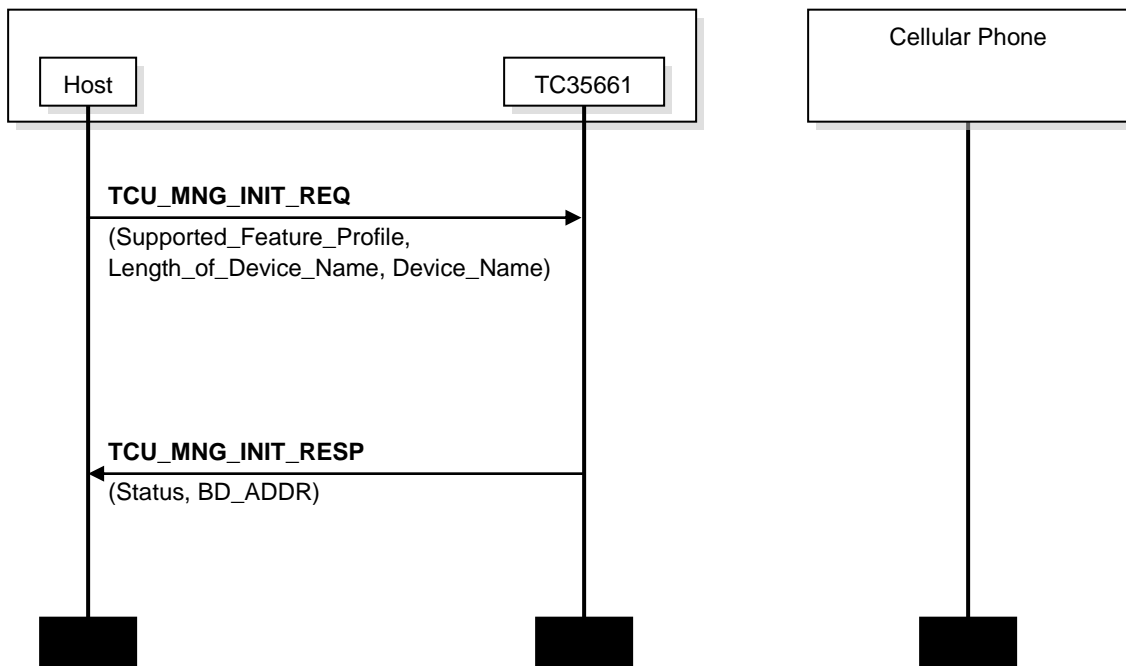 Cellular Phone
Host
TC35661
TCU_MNG_INIT_REQ
(Supported_Feature_Profile,
Length_of_Device_Name, Device_Name)
TCU_MNG_INIT_RESP
(Status, BD_ADDR)